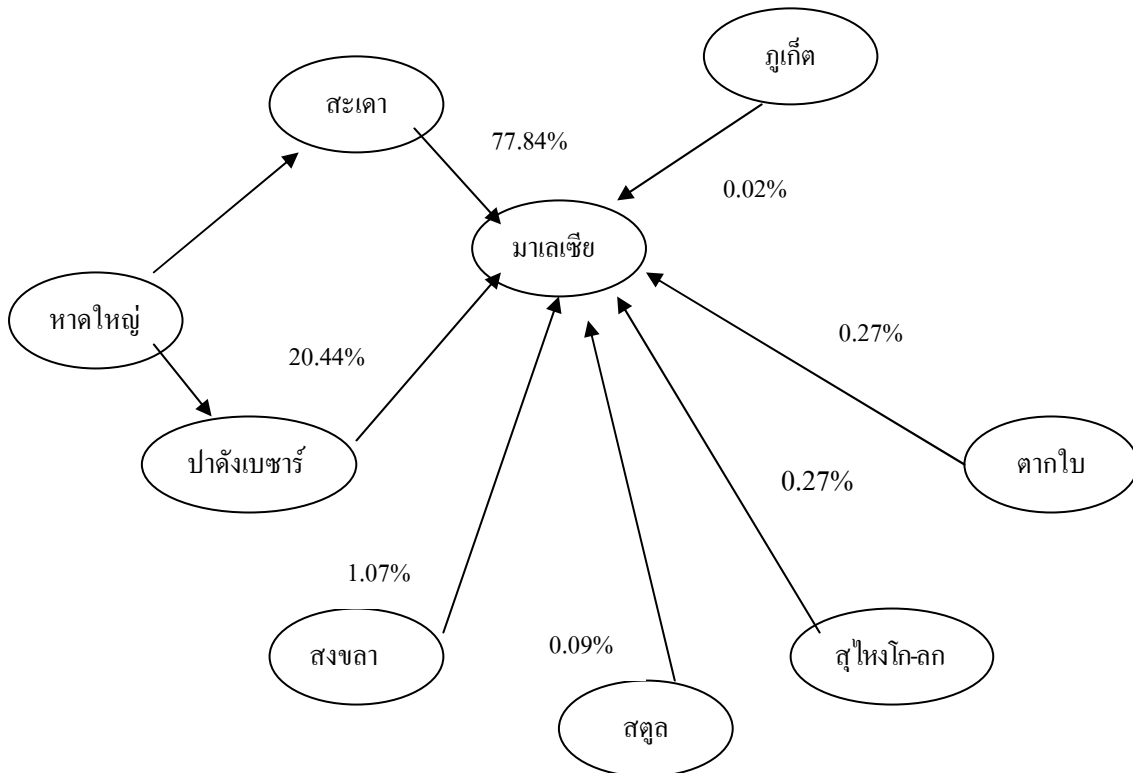 ภูเก็ต
สะเดา
77.84%
0.02%
มาเลเซีย
หาดใหญ่
0.27%
20.44%
ปาดังเบซาร์
ตากใบ
0.27%
1.07%
สงขลา
0.09%
สุไหงโก-ลก
สตูล